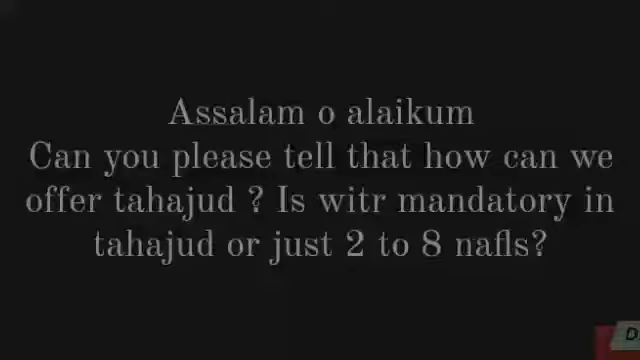 Assalam o alaikum
Can you please tell that how can we
offer tahajud ? Is witr mandatory in
tahajud or just 2 to 8 nafls?
D